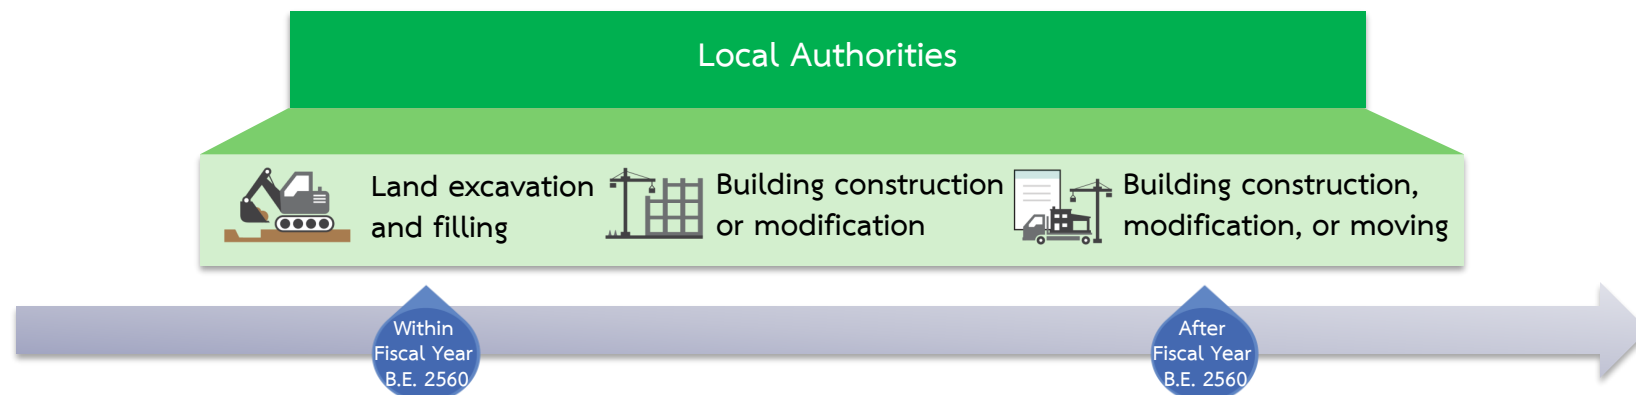 Local Authorities
Land excavation
and filling
Building construction
or modification
Building construction,
modification, or moving
Within
Fiscal Year
B.E. 2560
After
Fiscal Year
B.E. 2560